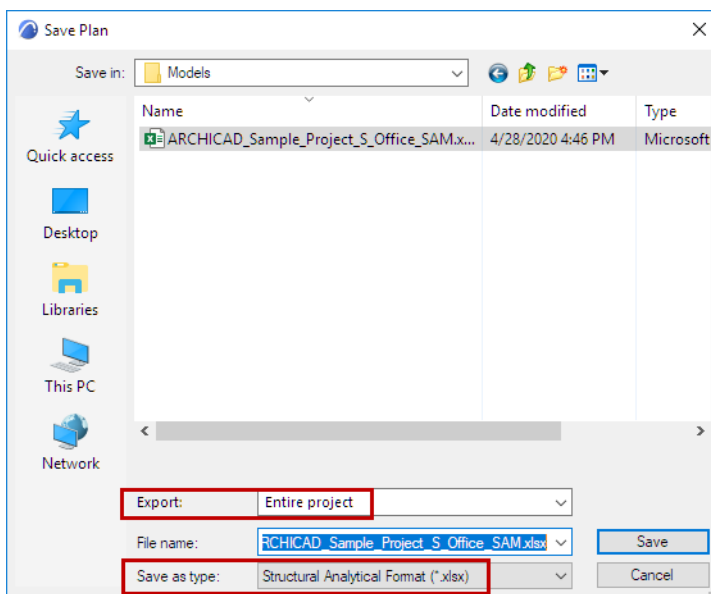 Save Plan
Save in: Models
Name Date modified Type
ARCHICAD_Sample_Project_S_Office_SAM.x... 4/28/2020 4:46 PM Microsoft
Quick access
Desktop
Libraries
This PC
Network
Export: Entire project
File name: RCHICAD_Sample_Project_S_Office_SAM.xlsx Save
Save as type: Structural Analytical Format (*.xlsx) Cancel